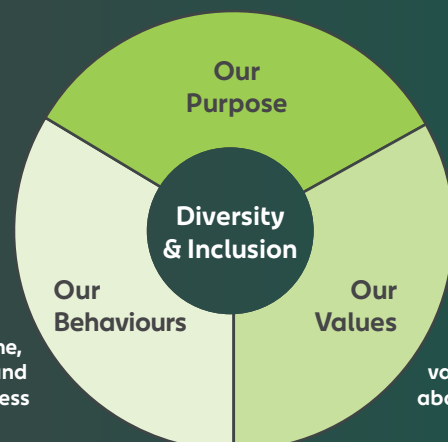 Our
Purpose
Diversity
& Inclusion
Our
Behaviours
Our
Values